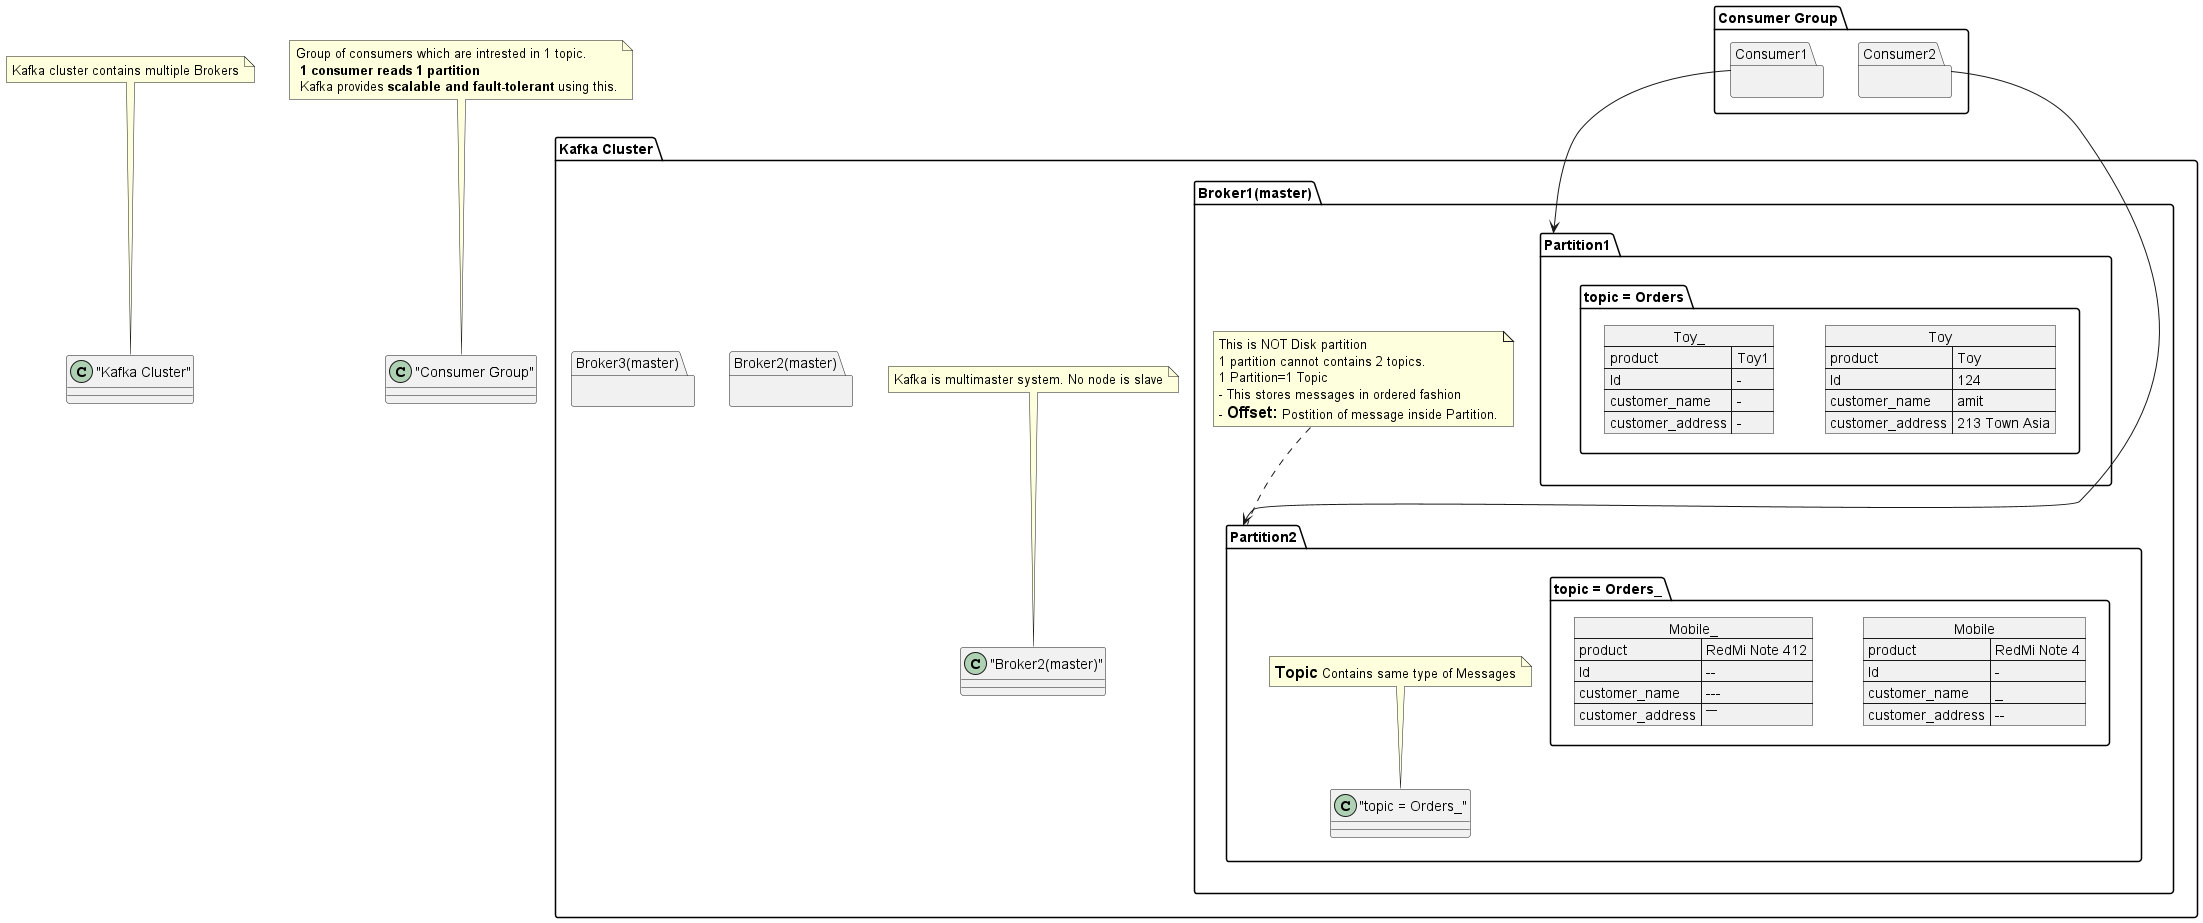 Consumer Group
Consumer1
Consumer2
Kafka cluster contains multiple Brokers
Group of consumers which are intrested in 1 topic.
1 consumer reads 1 partition
Kafka provides scalable and fault-tolerant using this.
"Kafka Cluster"
"Consumer Group"
Kafka Cluster
Broker3(master)
Broker2(master)
Kafka is multimaster system. No node is slave
"Broker2(master)"
Broker1(master)
This is NOT Disk partition
1 partition cannot contains 2 topics.
1 Partition=1 Topic
- This stores messages in ordered fashion
- Offset: Postition of message inside Partition.
Partition1
topic = Orders
Toy_
product Toy1
Id -
customer_name -
customer_address -
Toy
product Toy
Id 124
customer_name amit
customer_address 213 Town Asia
Partition2
Topic Contains same type of Messages
"topic = Orders_"
topic = Orders_
Mobile_
product RedMi Note 412
Id --
customer_name ---
customer_address
Mobile
product RedMi Note 4
Id -
customer_name _
customer_address --